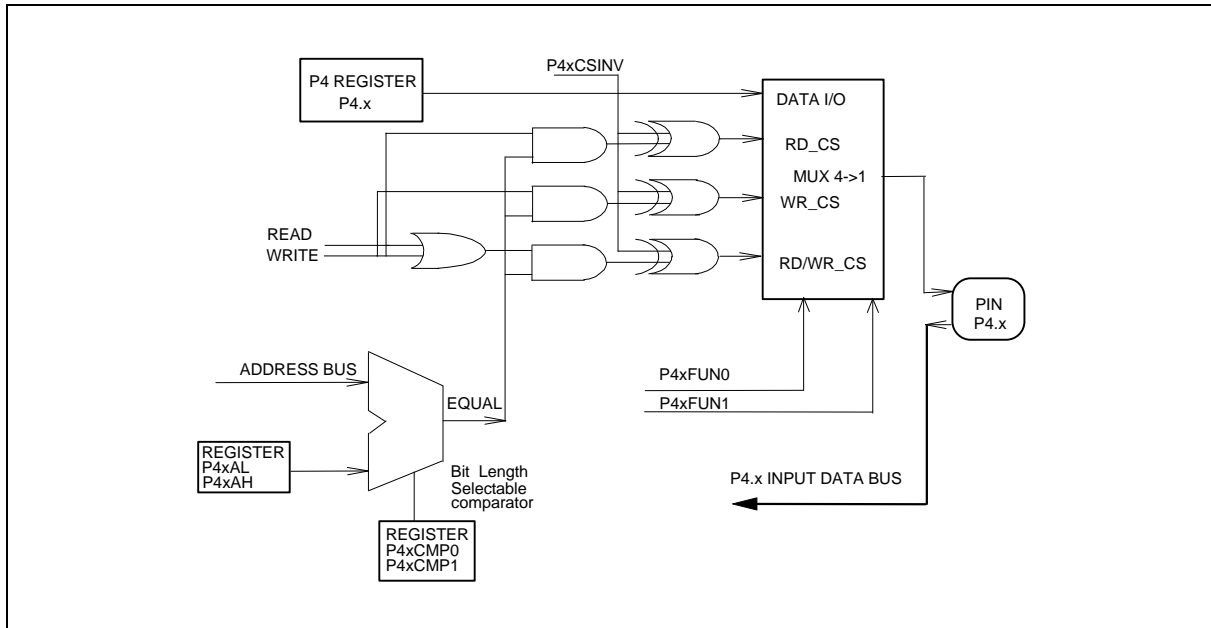 P4xCSINV
P4 REGISTER
P4.x
DATA I/O
RD_CS
MUX 4->1
WR_CS
READ
WRITE
RD/WR_CS
PIN
P4.x
ADDRESS BUS
P4xFUN0
EQUAL
P4xFUN1
REGISTER
P4xAL
P4xAH
Bit Length
Selectable
comparator
P4.x INPUT DATA BUS
REGISTER
P4xCMP0
P4xCMP1